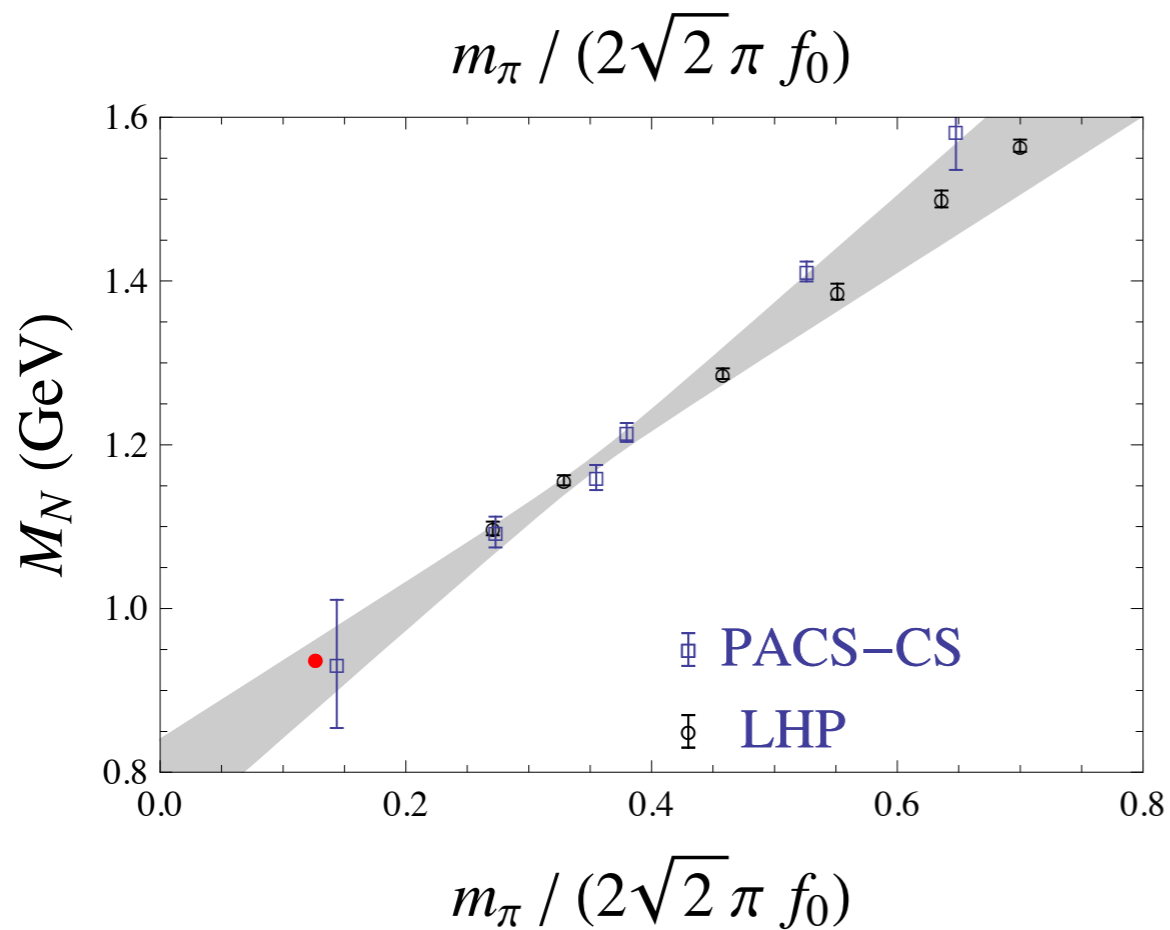 m_π / (2√2 π f_0)
1.6
1.4
1.2
1.0
0.8
M_N (GeV)
PACS−CS
LHP
0.0 0.2 0.4 0.6 0.8
m_π / (2√2 π f_0)